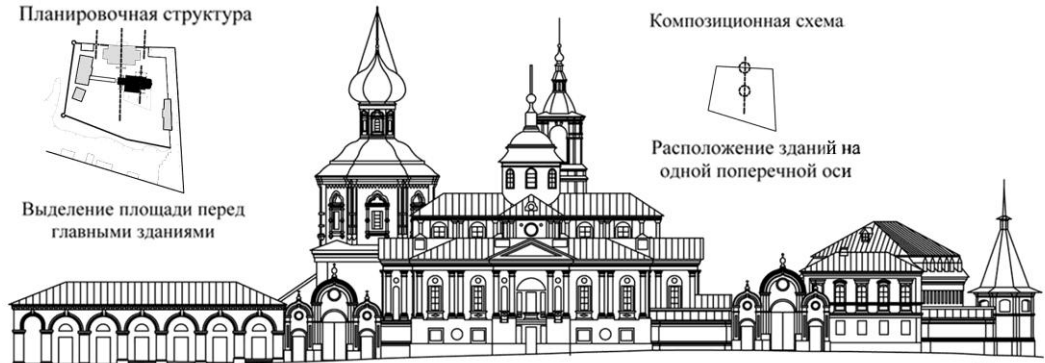 Планировочная структура
Выделение площади перед
главными зданиями
Композиционная схема
Расположение зданий на
одной поперечной оси